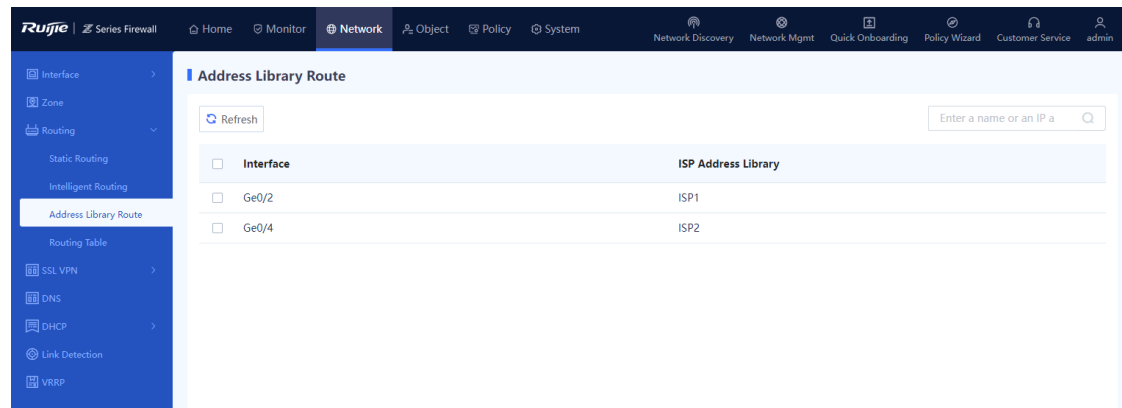 Ruijie | Z Series Firewall
Home
Monitor
Network
Object
Policy
System
Network Discovery
Network Mgmt
Quick Onboarding
Policy Wizard
Customer Service
admin
Interface
Zone
Routing
Static Routing
Intelligent Routing
Address Library Route
Routing Table
SSL VPN
DNS
DHCP
Link Detection
VRRP
Address Library Route
Refresh
Enter a name or an IP a
Interface ISP Address Library
Ge0/2 ISP1
Ge0/4 ISP2